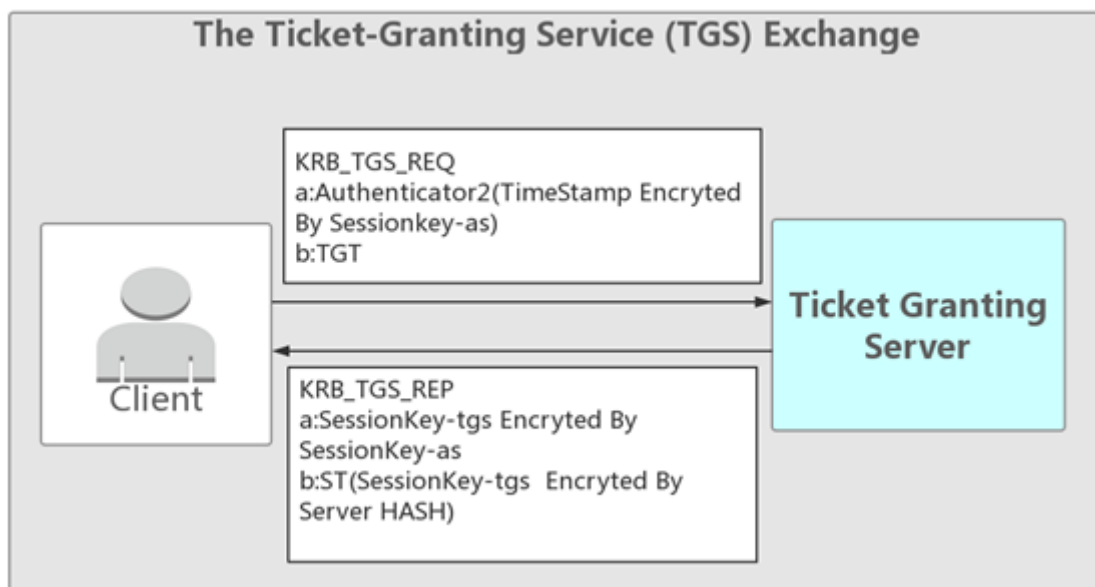 The Ticket-Granting Service (TGS) Exchange
KRB_TGS_REQ
a:Authenticator2(TimeStamp Encryted
By Sessionkey-as)
b:TGT
Client
Ticket Granting
Server
KRB_TGS_REP
a:SessionKey-tgs Encryted By
SessionKey-as
b:ST(SessionKey-tgs  Encryted By
Server HASH)